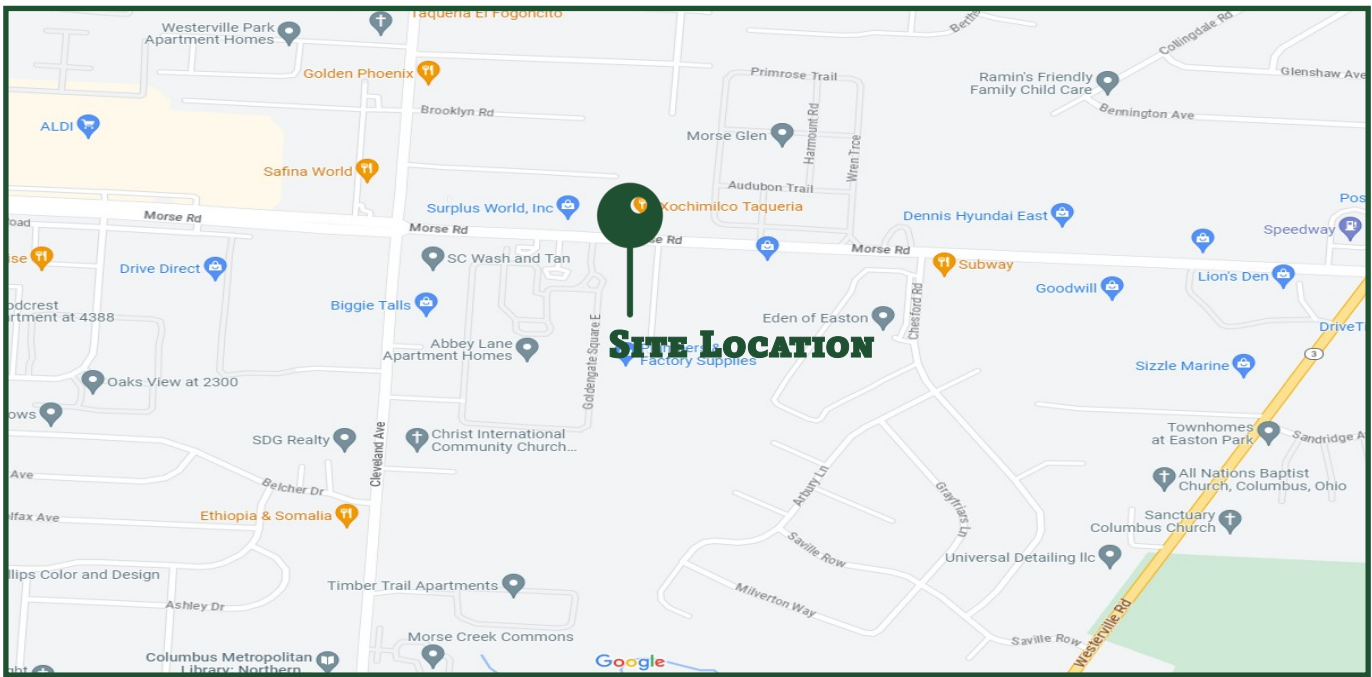 Taqueria El Fogoncito
Westerville Park
Apartment Homes
Golden Phoenix
Brooklyn Rd
ALDI
Safina World
Morse Rd
Surplus World, Inc
Morse Rd
Primrose Trail
Morse Glen
Harmount Rd
Wren Trce
Audubon Trail
Xochimilco Taqueria
Collingdale Rd
Ramin's Friendly
Family Child Care
Glenshaw Ave
Bennington Ave
Dennis Hyundai East
Speedway
Rd
Morse Rd
Subway
Goodwill
Lion's Den
Drive Direct
SC Wash and Tan
Biggie Talls
Abbey Lane
Apartment Homes
Goldengate Square E
SITE LOCATION
Factory Supplies
Eden of Easton
Chesford Rd
Sizzle Marine
3
artment at 4388
Oaks View at 2300
SDG Realty
Cleveland Ave
Christ International
Community Church...
Townhomes
at Easton Park
Sandridge A
All Nations Baptist
Church, Columbus, Ohio
Sanctuary
Columbus Church
Ave
Belcher Dr
Ethiopia & Somalia
Arbury Ln
Grayfriars Ln
Saville Row
Universal Detailing llc
Color and Design
Ashley Dr
Timber Trail Apartments
Milverton Way
Saville Row
Westerville Rd
Morse Creek Commons
Columbus Metropolitan
Library: Northern
Google